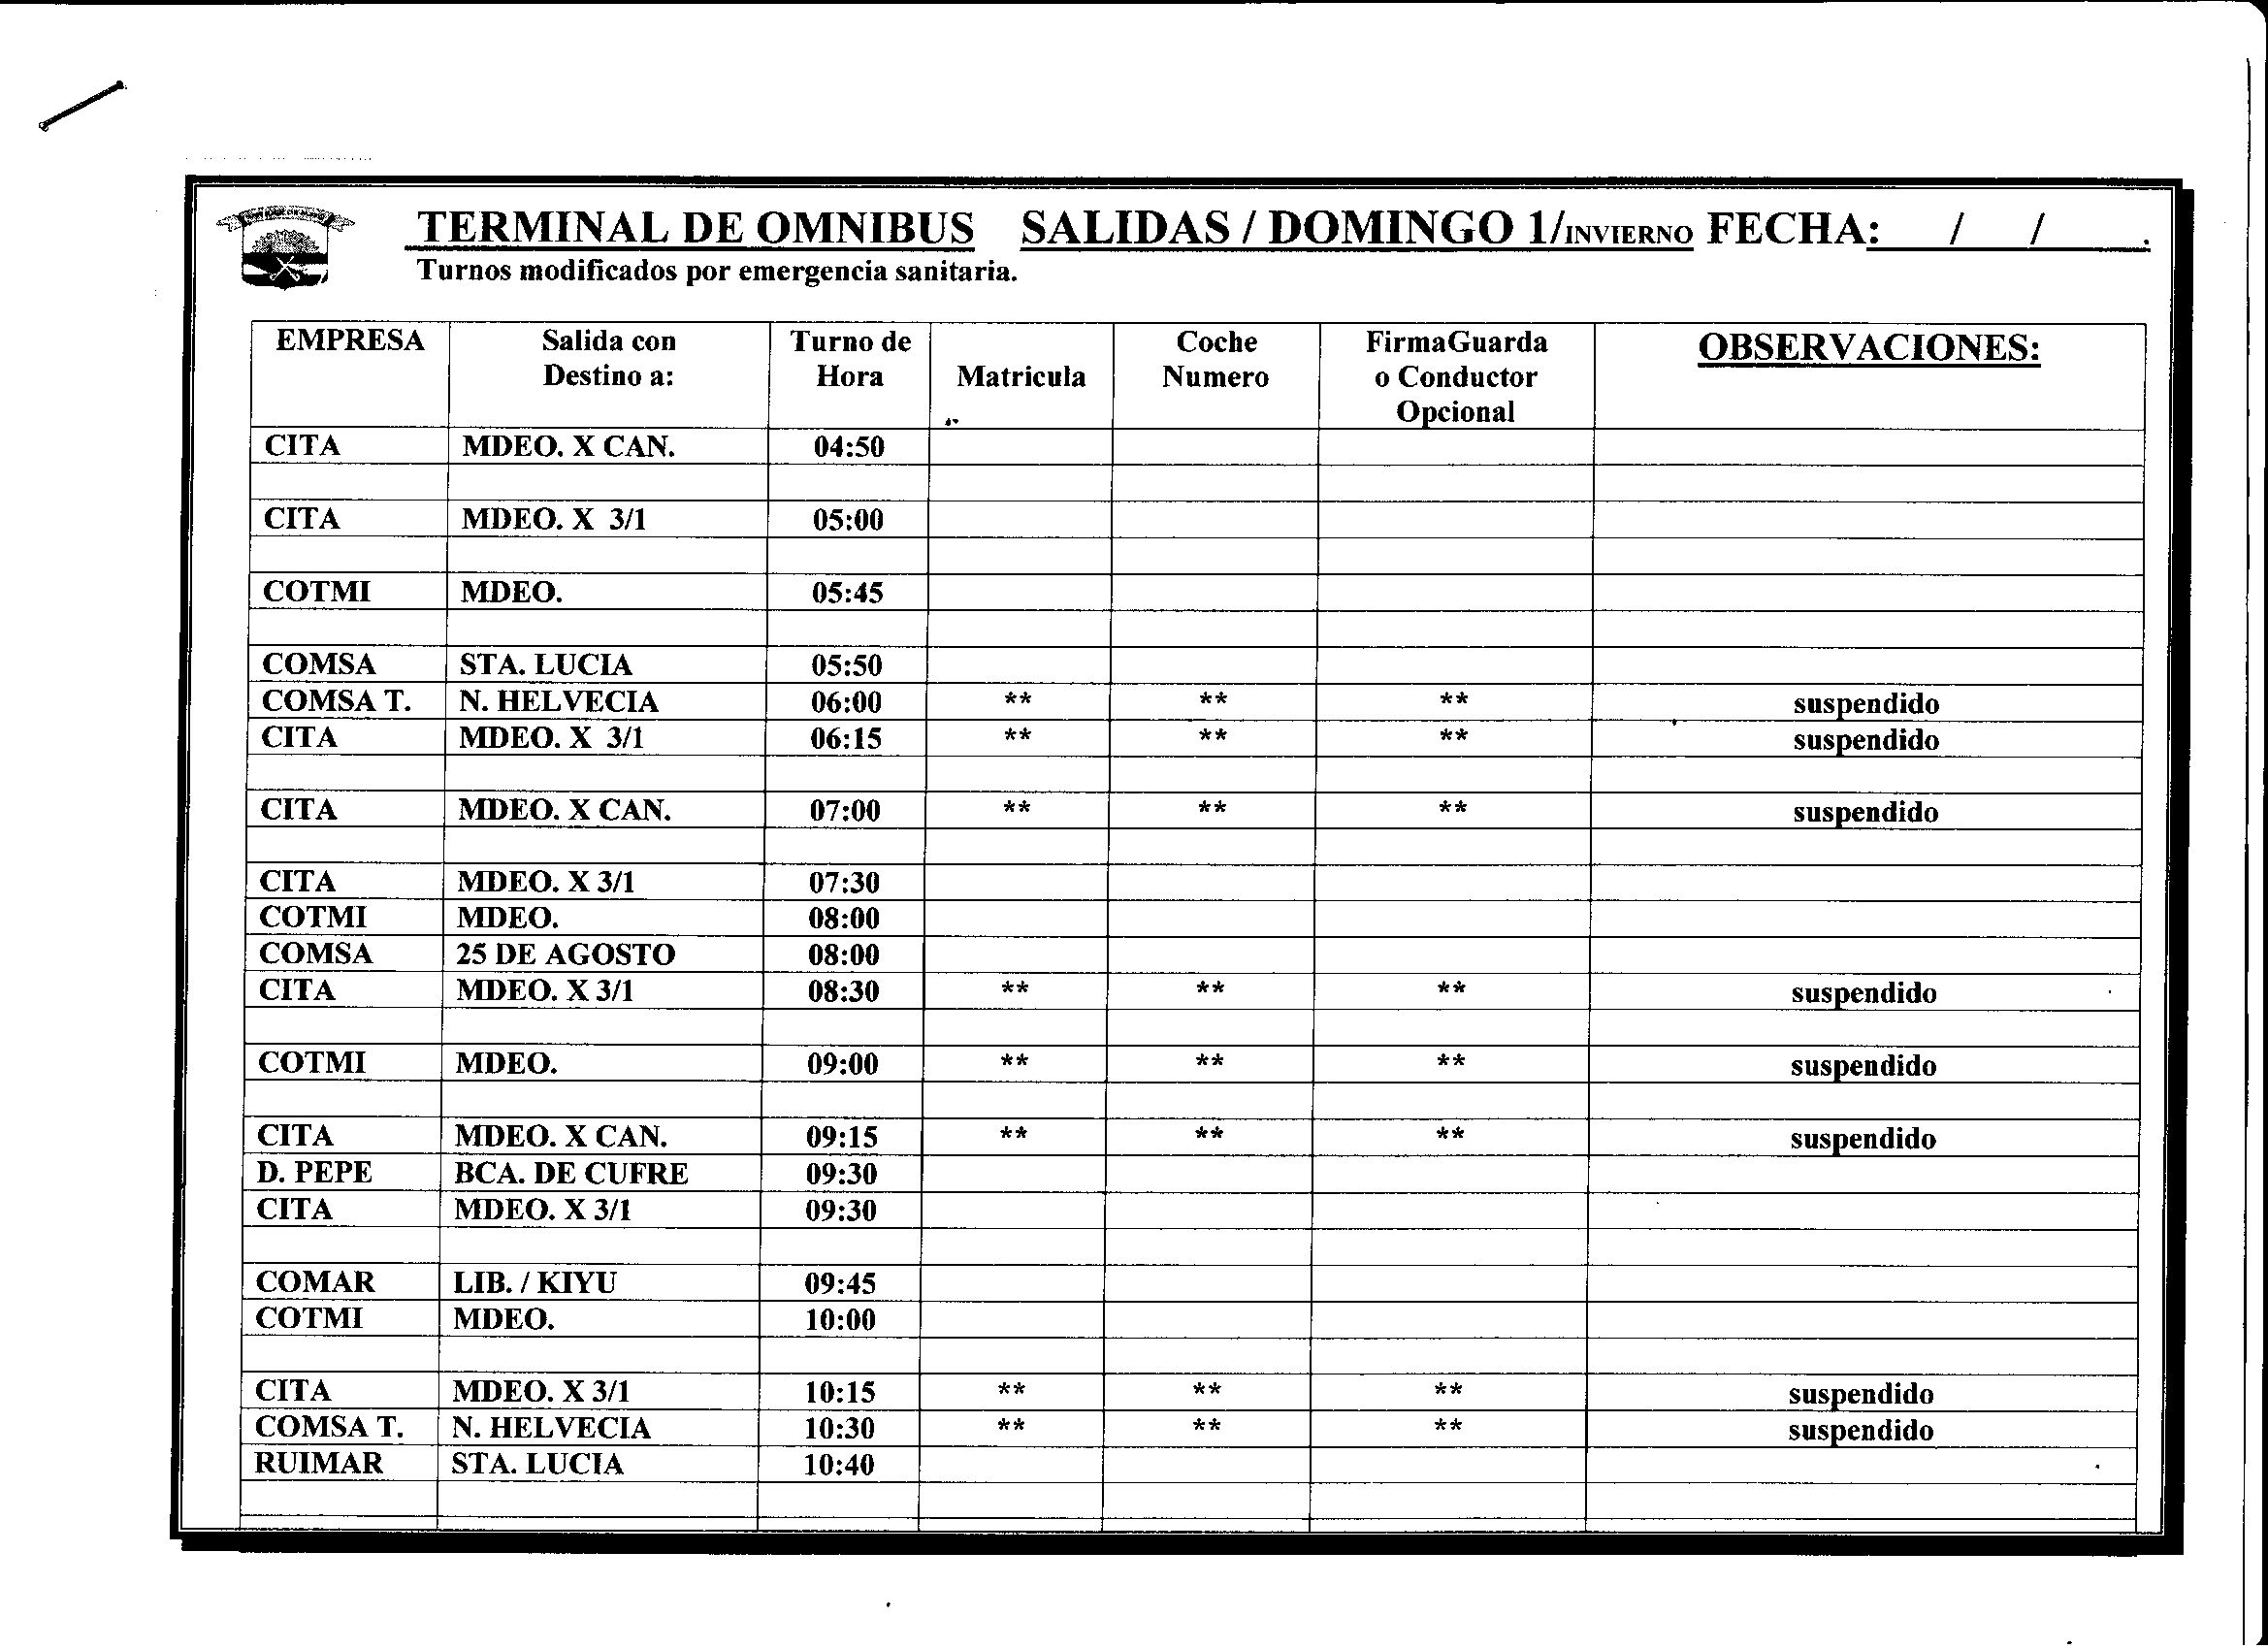 TERMINAL DE OMNIBUS SALIDAS / DOMINGO 1/INVIERNO FECHA: / / .
Turnos modificados por emergencia sanitaria.
EMPRESA Salida con Destino a: Turno de Hora Matricula Coche Numero FirmaGuarda o Conductor Opcional OBSERVACIONES:
CITA MDEO. X CAN. 04:50
CITA MDEO. X 3/1 05:00
COTMI MDEO. 05:45
COMSA STA. LUCIA 05:50
COMSA T. N. HELVECIA 06:00 ** ** ** suspendido
CITA MDEO. X 3/1 06:15 ** ** ** suspendido
CITA MDEO. X CAN. 07:00 ** ** ** suspendido
CITA MDEO. X 3/1 07:30
COTMI MDEO. 08:00
COMSA 25 DE AGOSTO 08:00
CITA MDEO. X 3/1 08:30 ** ** ** suspendido
COTMI MDEO. 09:00 ** ** ** suspendido
CITA MDEO. X CAN. 09:15 ** ** ** suspendido
D. PEPE BCA. DE CUFRE 09:30
CITA MDEO. X 3/1 09:30
COMAR LIB. / KIYU 09:45
COTMI MDEO. 10:00
CITA MDEO. X 3/1 10:15 ** ** ** suspendido
COMSA T. N. HELVECIA 10:30 ** ** ** suspendido
RUIMAR STA. LUCIA 10:40